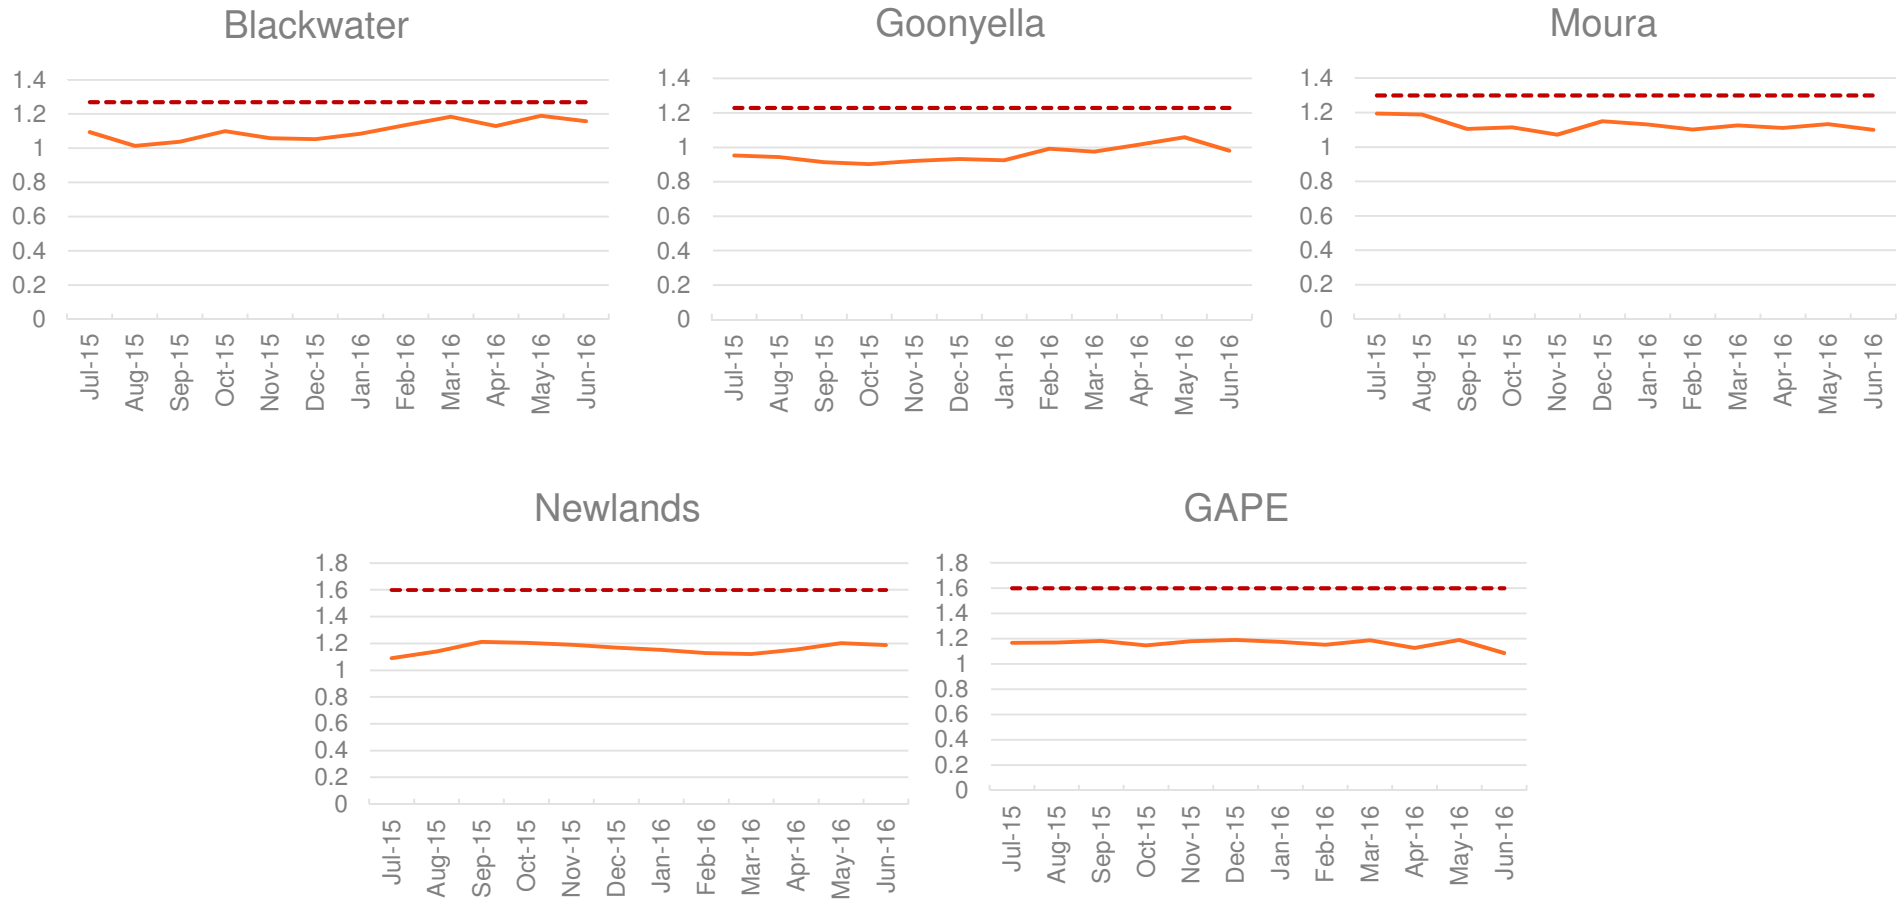 Blackwater
1.4
1.2
1
0.8
0.6
0.4
0.2
0
Jul-15
Aug-15
Sep-15
Oct-15
Nov-15
Dec-15
Jan-16
Feb-16
Mar-16
Apr-16
May-16
Jun-16
Goonyella
1.4
1.2
1
0.8
0.6
0.4
0.2
0
Jul-15
Aug-15
Sep-15
Oct-15
Nov-15
Dec-15
Jan-16
Feb-16
Mar-16
Apr-16
May-16
Jun-16
Moura
1.4
1.2
1
0.8
0.6
0.4
0.2
0
Jul-15
Aug-15
Sep-15
Oct-15
Nov-15
Dec-15
Jan-16
Feb-16
Mar-16
Apr-16
May-16
Jun-16
Newlands
1.8
1.6
1.4
1.2
1
0.8
0.6
0.4
0.2
0
Jul-15
Aug-15
Sep-15
Oct-15
Nov-15
Dec-15
Jan-16
Feb-16
Mar-16
Apr-16
May-16
Jun-16
GAPE
1.8
1.6
1.4
1.2
1
0.8
0.6
0.4
0.2
0
Jul-15
Aug-15
Sep-15
Oct-15
Nov-15
Dec-15
Jan-16
Feb-16
Mar-16
Apr-16
May-16
Jun-16